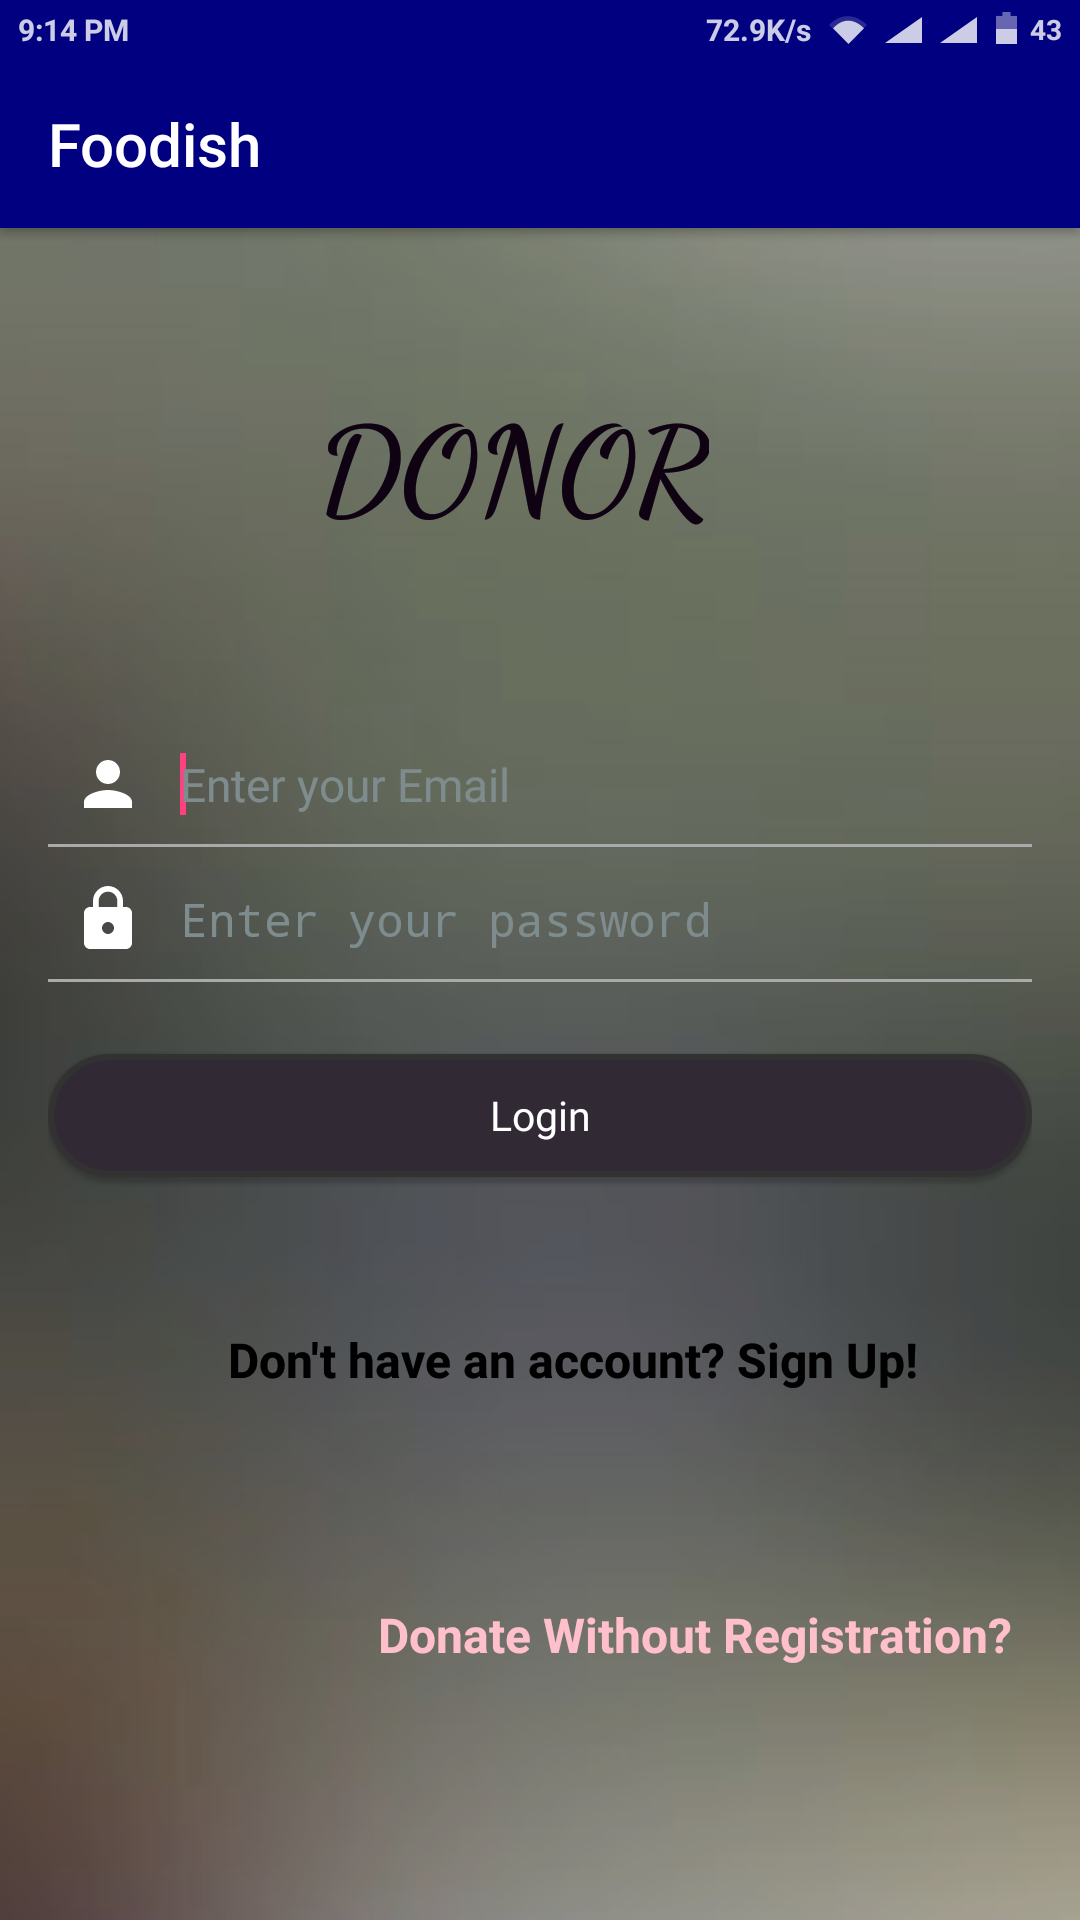 9:14 PM 72.9K/s 43
Foodish
DONOR
Enter your Email
Enter your password
Login
Don't have an account? Sign Up!
Donate Without Registration?